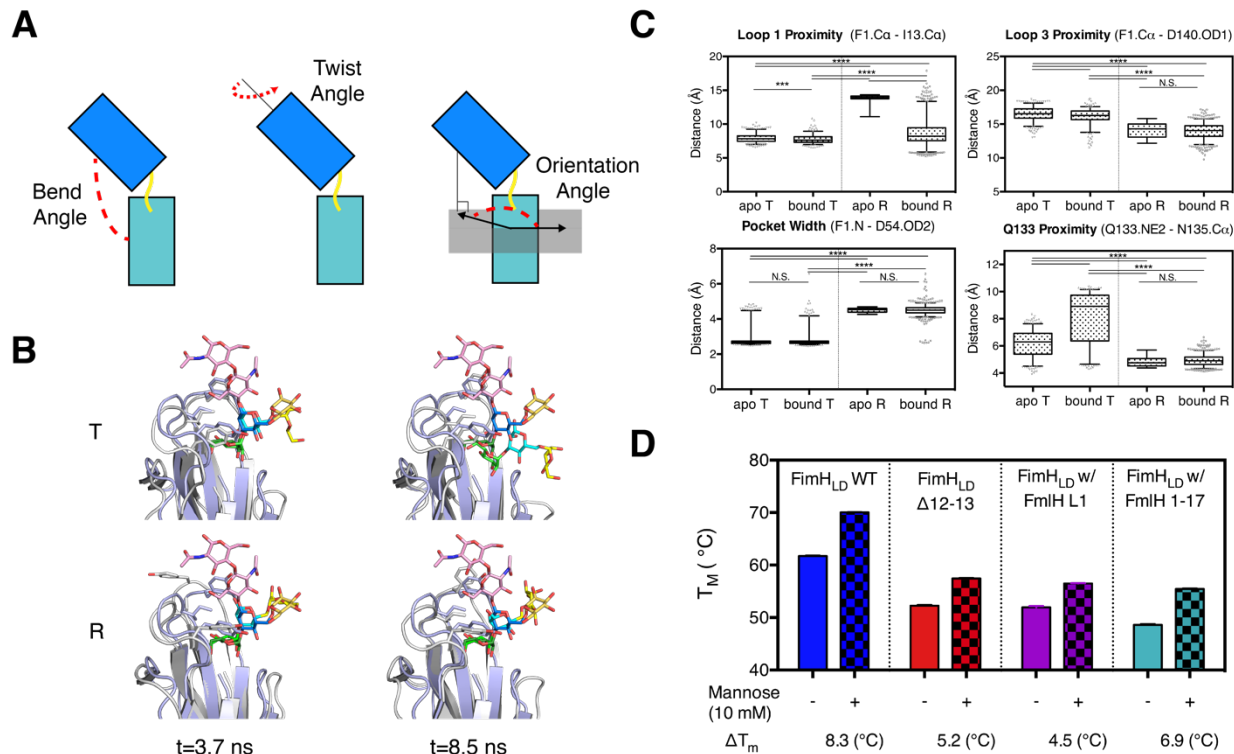 A
Bend
Angle
Twist
Angle
Orientation
Angle
B
T
R
t=3.7 ns
t=8.5 ns
C
Loop 1 Proximity (F1.Cα - I13.Cα)
Distance (Å)
20
15
10
5
0
****
****
***
apo T
bound T
apo R
bound R
Loop 3 Proximity (F1.Cα - D140.OD1)
Distance (Å)
25
20
15
10
5
****
****
N.S.
apo T
bound T
apo R
bound R
Pocket Width (F1.N - D54.OD2)
Distance (Å)
8
6
4
2
0
****
****
N.S.
N.S.
apo T
bound T
apo R
bound R
Q133 Proximity (Q133.NE2 - N135.Cα)
Distance (Å)
12
10
8
6
4
****
****
N.S.
apo T
bound T
apo R
bound R
D
T_M ( °C)
80
70
60
50
40
FimH_LD WT
FimH_LD
Δ12-13
FimH_LD w/
FmlH L1
FimH_LD w/
FmlH 1-17
Mannose
(10 mM)
- + - + - + - +
ΔT_m 8.3 (°C) 5.2 (°C) 4.5 (°C) 6.9 (°C)